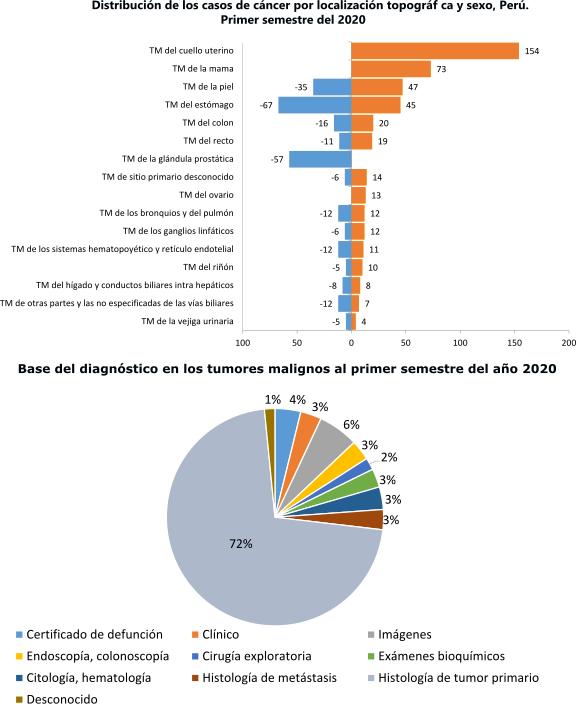 Distribución de los casos de cáncer por localización topográf ca y sexo, Perú.
Primer semestre del 2020
TM del cuello uterino 154
TM de la mama 73
TM de la piel -35 47
TM del estómago -67 45
TM del colon -16 20
TM del recto -11 19
TM de la glándula prostática -57
TM de sitio primario desconocido -6 14
TM del ovario 13
TM de los bronquios y del pulmón -12 12
TM de los ganglios linfáticos -6 12
TM de los sistemas hematopoyético y retículo endotelial -12 11
TM del riñón -5 10
TM del hígado y conductos biliares intra hepáticos -8 8
TM de otras partes y las no especificadas de las vías biliares -12 7
TM de la vejiga urinaria -5 4
100 50 0 50 100 150 200
Base del diagnóstico en los tumores malignos al primer semestre del año 2020
1% 4% 3%
6%
3%
2%
3%
3%
3%
72%
Certificado de defunción Clínico Imágenes
Endoscopía, colonoscopía Cirugía exploratoria Exámenes bioquímicos
Citología, hematología Histología de metástasis Histología de tumor primario
Desconocido